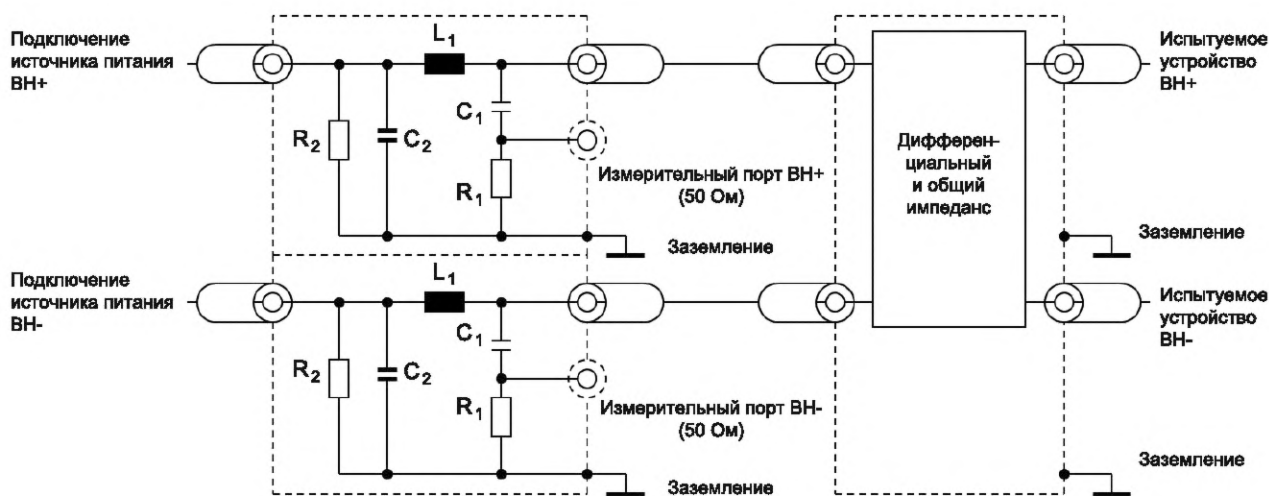 Подключение
источника питания
ВН+
L1
R2
C2
C1
R1
Измерительный порт ВН+
(50 Ом)
Заземление
Дифферен-
циальный
и общий
импеданс
Испытуемое
устройство
ВН+
Заземление
Подключение
источника питания
ВН-
L1
R2
C2
C1
R1
Измерительный порт ВН-
(50 Ом)
Заземление
Испытуемое
устройство
ВН-
Заземление